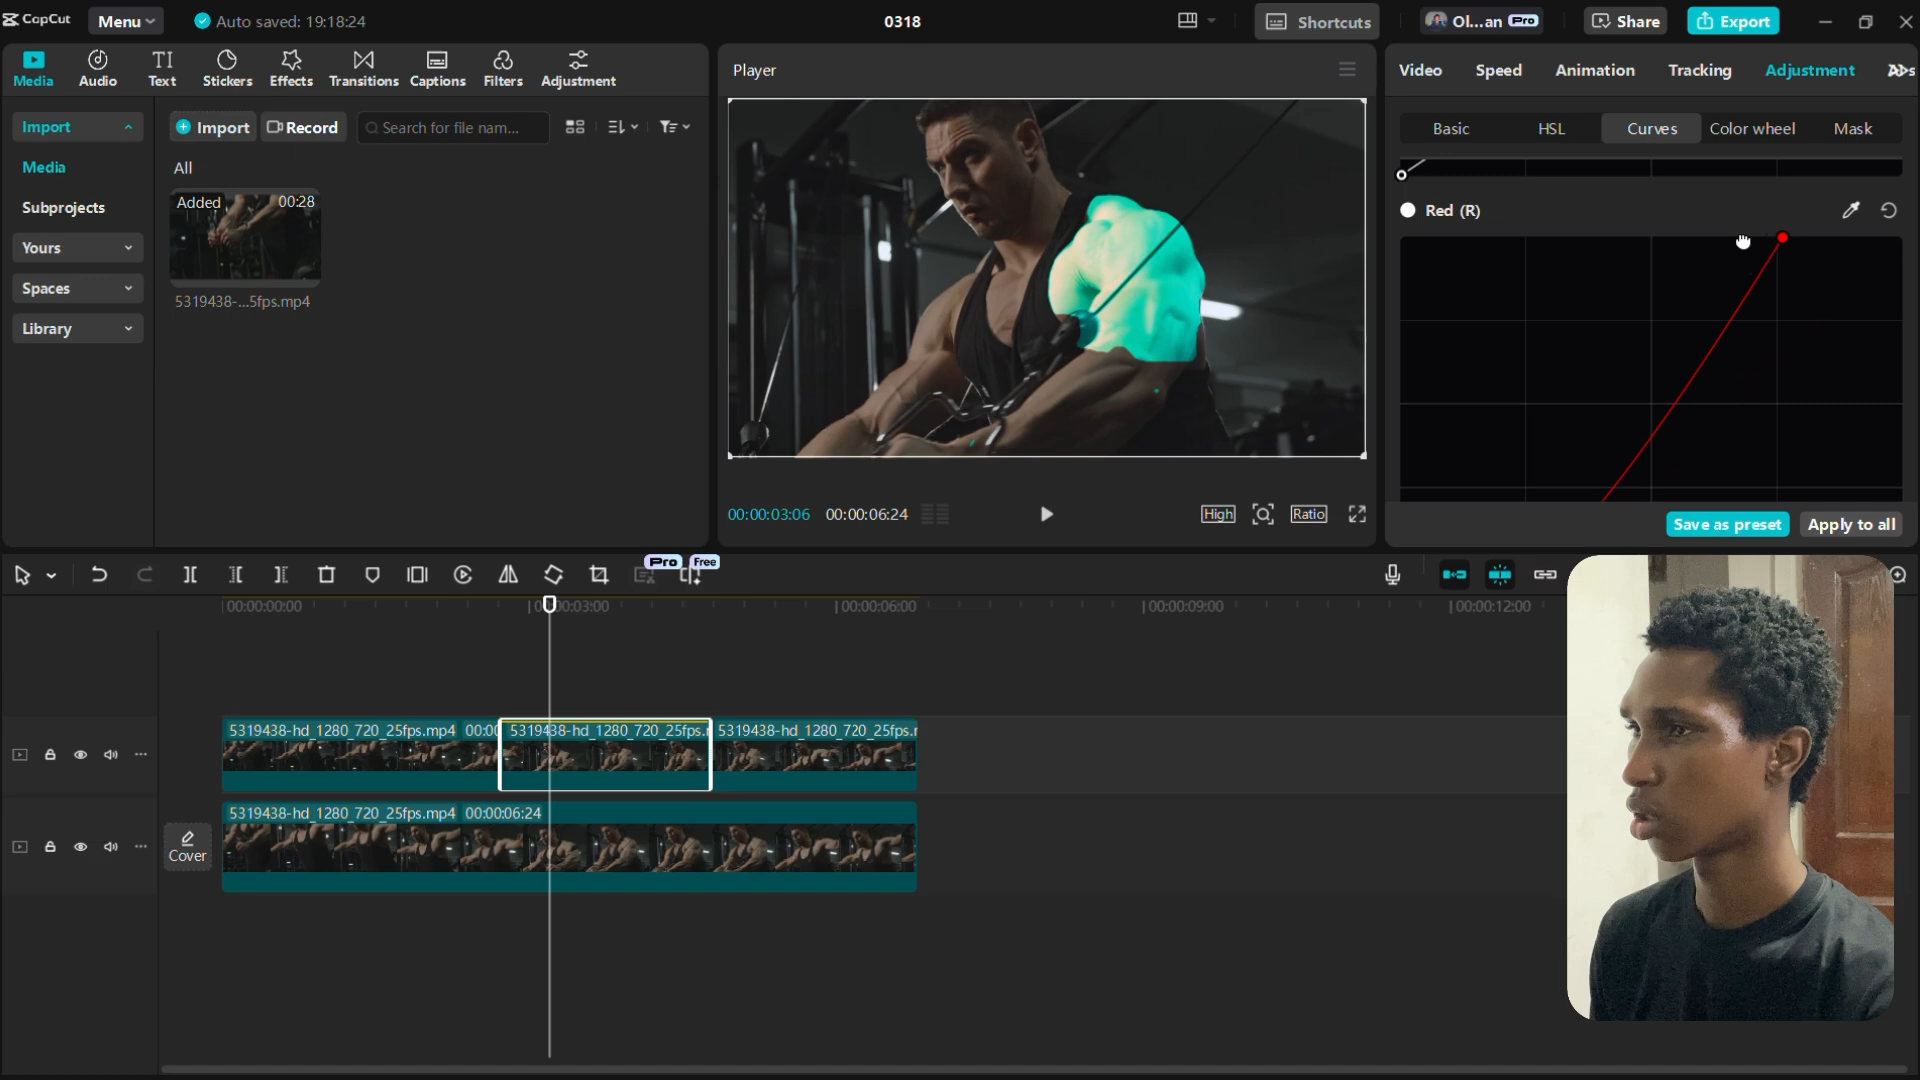 CapCut
Menu
Auto saved: 19:18:24
0318
Shortcuts
Ol...an Pro
Share
Export
Media
Audio
Text
Stickers
Effects
Transitions
Captions
Filters
Adjustment
Player
Video
Speed
Animation
Tracking
Adjustment
Import
Media
Subprojects
Yours
Spaces
Library
Import
Record
Search for file nam...
All
Added
00:28
5319438-...5fps.mp4
Basic
HSL
Curves
Color wheel
Mask
Red (R)
00:00:03:06
00:00:06:24
High
Ratio
Save as preset
Apply to all
Pro
Free
00:00:00:00
00:03:00
00:00:06:00
00:00:09:00
00:00:12:00
5319438-hd_1280_720_25fps.mp4 00:00
5319438-hd_1280_720_25fps.
5319438-hd_1280_720_25fps.
Cover
5319438-hd_1280_720_25fps.mp4 00:00:06:24